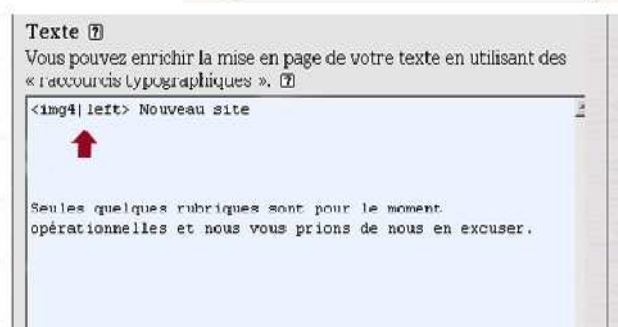 Texte ?
Vous pouvez enrichir la mise en page de votre texte en utilisant des
« raccourcis typographiques ». ?
<img4|left> Nouveau site
Seules quelques rubriques sont pour le moment
opérationnelles et nous vous prions de nous en excuser.